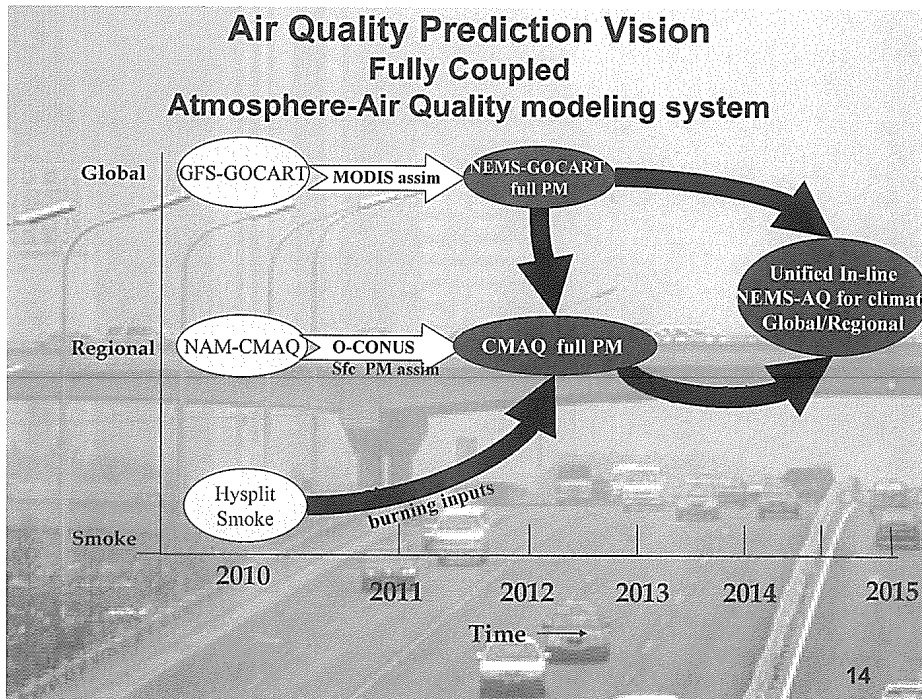 Air Quality Prediction Vision
Fully Coupled
Atmosphere-Air Quality modeling system
Global
GFS-GOCART
MODIS assim
NEMS-GOCART
full PM
Unified In-line
NEMS-AQ for climat
Global/Regional
Regional
NAM-CMAQ
O-CONUS
Sfc PM assim
CMAQ full PM
Hysplit
Smoke
burning inputs
Smoke
2010
2011
2012
2013
2014
2015
Time
14